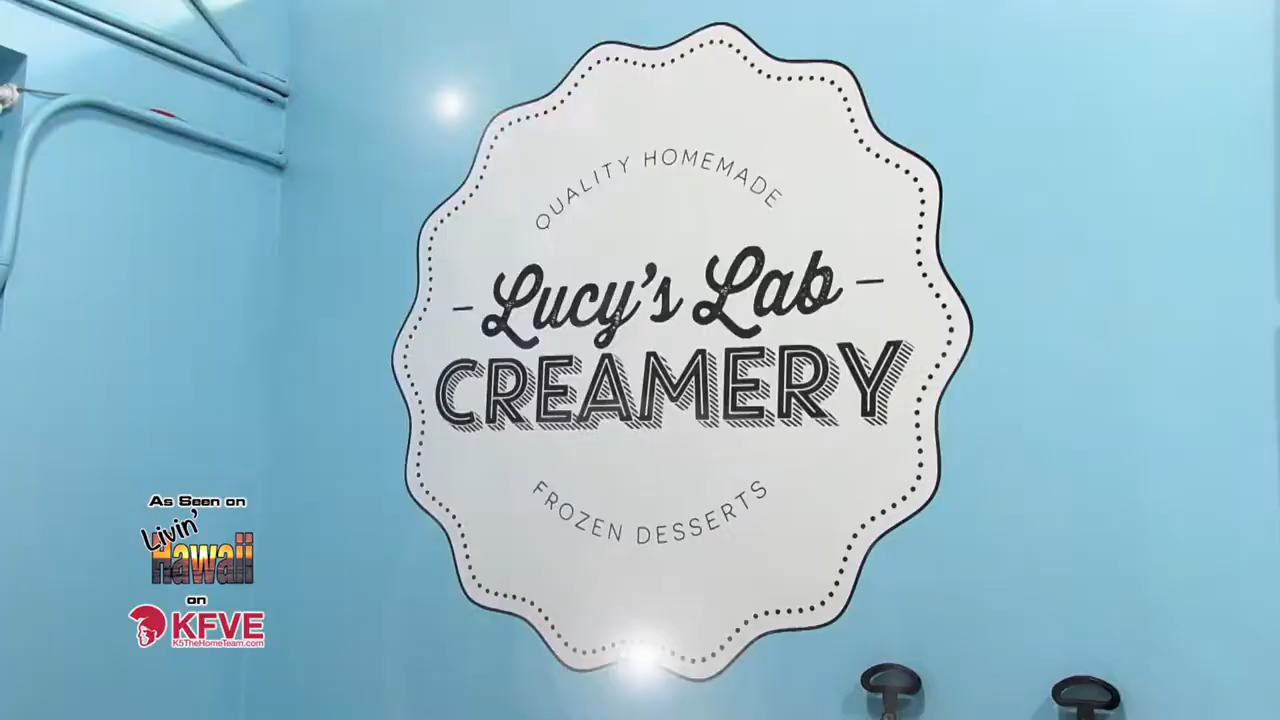 QUALITY HOMEMADE
- Lucy's Lab -
CREAMERY
FROZEN DESSERTS
As Seen on
Livin'
Hawaii
on
KFVE
K5TheHomeTeam.com